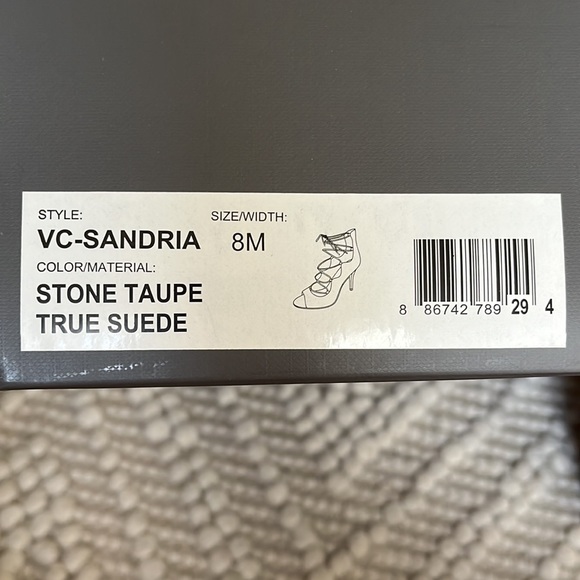 STYLE: SIZE/WIDTH:
VC-SANDRIA 8M
COLOR/MATERIAL:
STONE TAUPE
TRUE SUEDE
8 86742 789 29 4